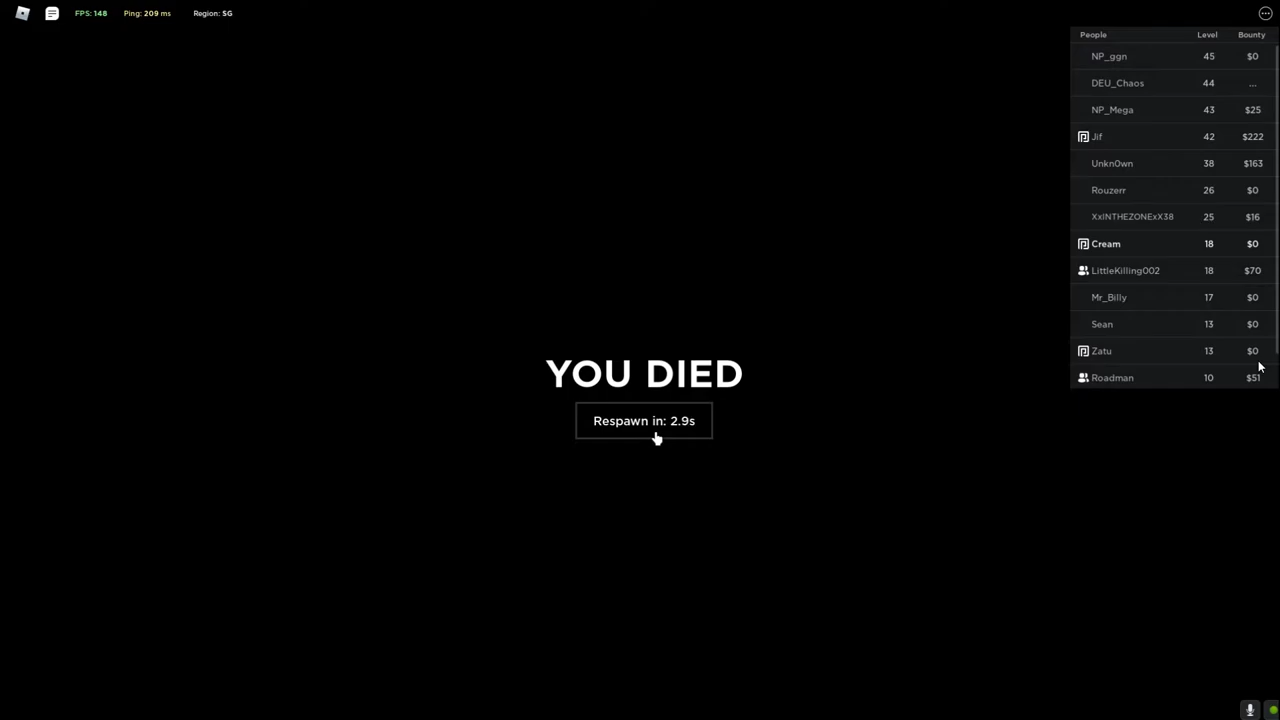 FPS: 148 Ping: 209 ms Region: SG
People Level Bounty
NP_ggn 45 $0
DEU_Chaos 44 ...
NP_Mega 43 $25
Jif 42 $222
Unkn0wn 38 $163
Rouzerr 26 $0
XxINTHEZONExX38 25 $16
Cream 18 $0
LittleKilling002 18 $70
Mr_Billy 17 $0
Sean 13 $0
Zatu 13 $0
Roadman 10 $51
YOU DIED
Respawn in: 2.9s